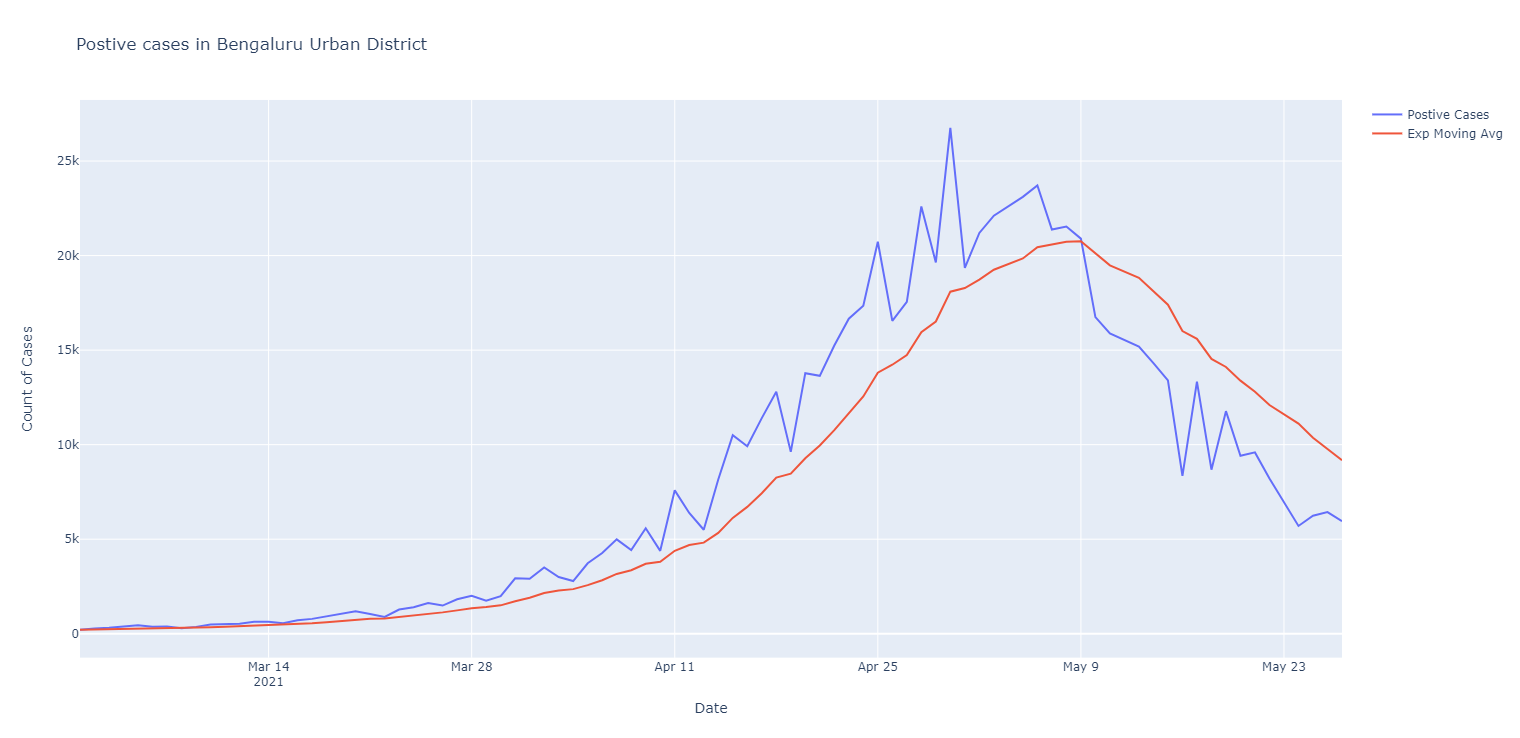 Postive cases in Bengaluru Urban District
Postive Cases
Exp Moving Avg
25k
20k
15k
10k
5k
0
Count of Cases
Mar 14
2021
Mar 28
Apr 11
Apr 25
May 9
May 23
Date